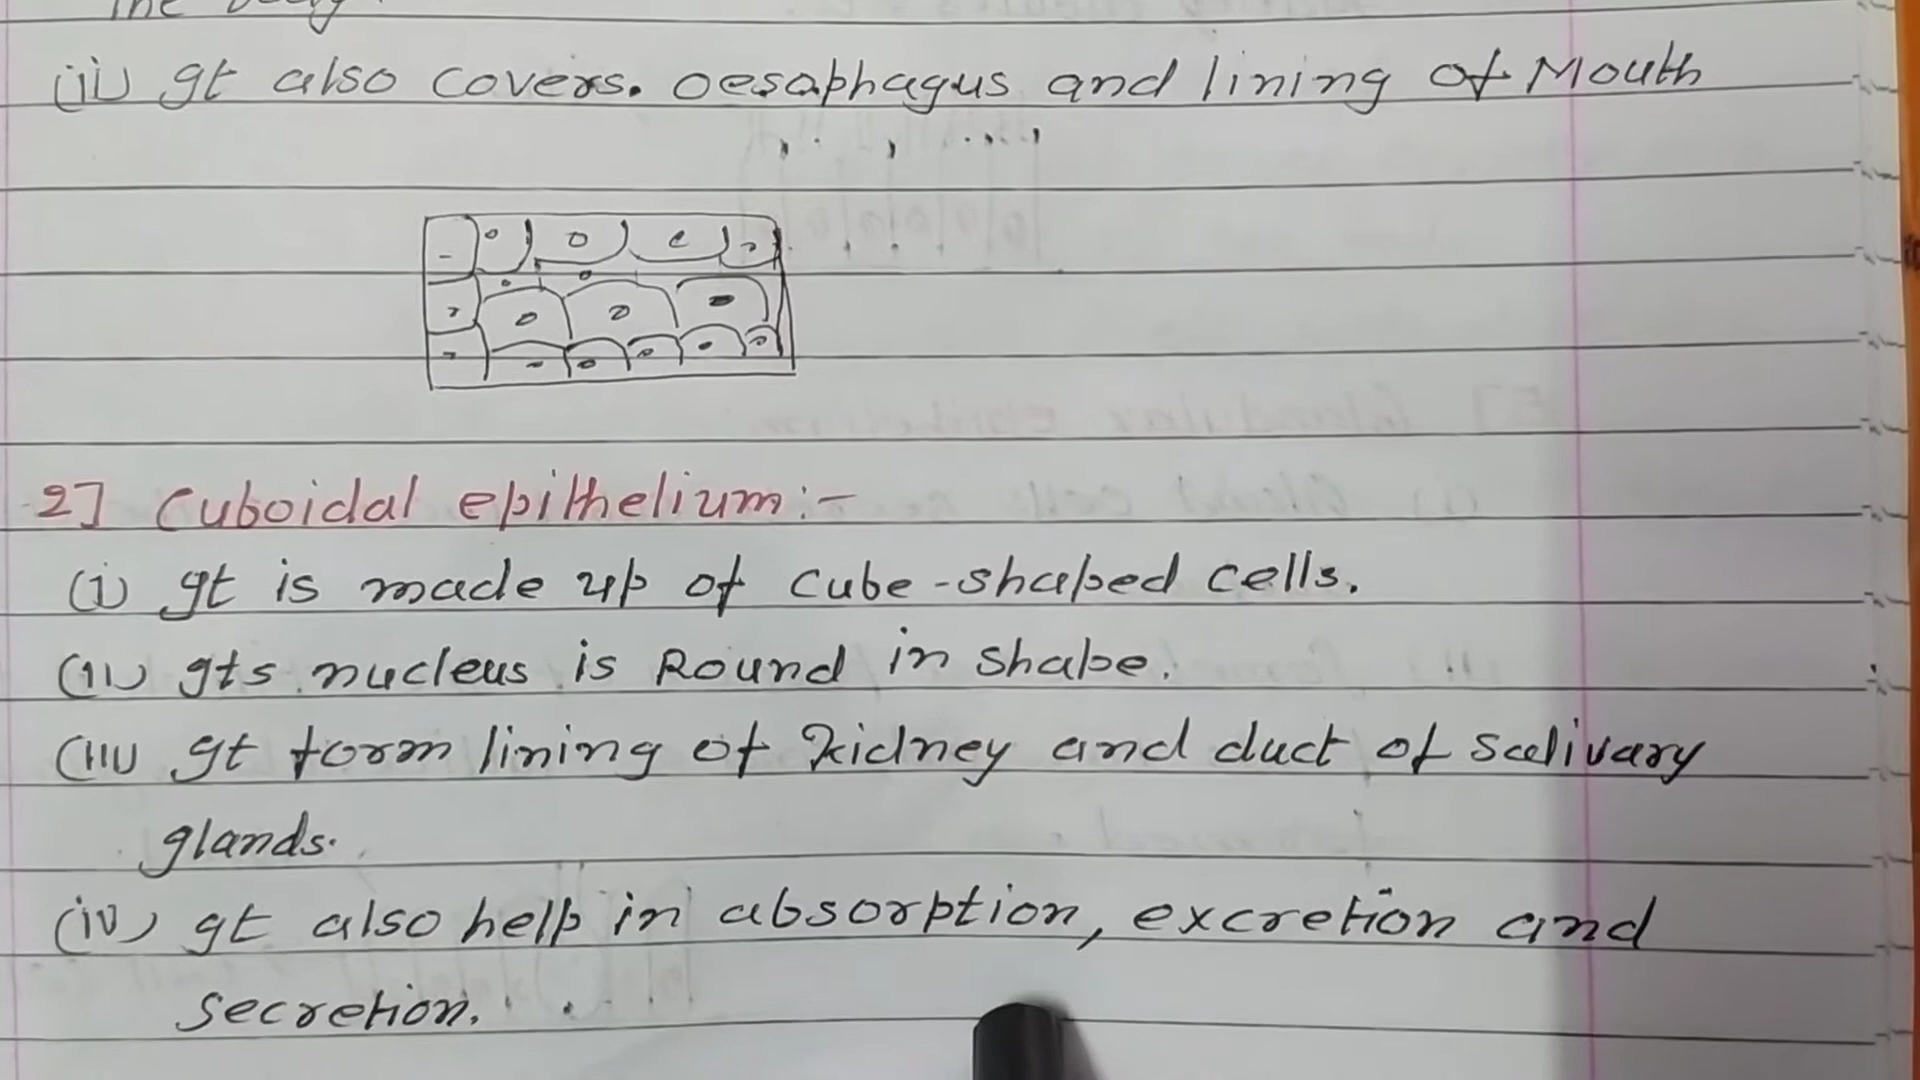 (ii) It also covers. oesophagus and lining of Mouth
2] Cuboidal epithelium:-
(i) It is made up of cube-shaped cells.
(ii) Its nucleus is Round in shape.
(iii) It form lining of kidney and duct of salivary
glands.
(iv) It also help in absorption, excretion and
secretion.